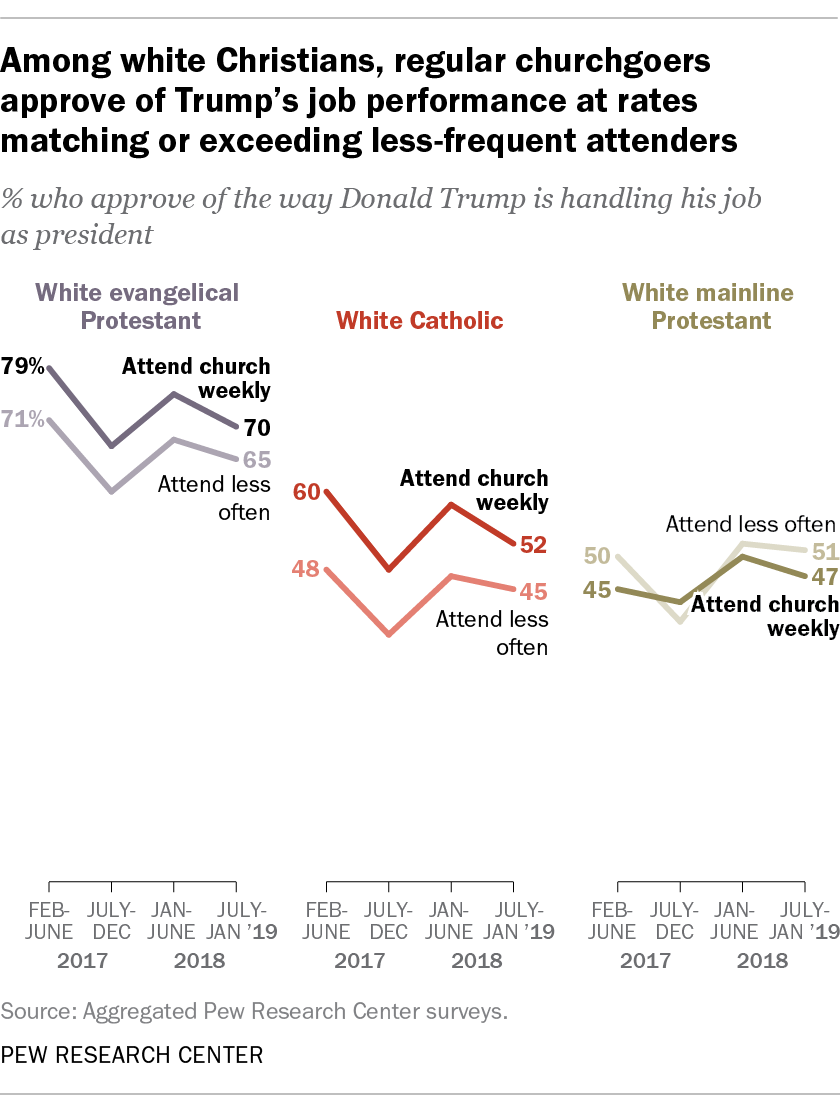 Among white Christians, regular churchgoers
approve of Trump’s job performance at rates
matching or exceeding less-frequent attenders
% who approve of the way Donald Trump is handling his job
as president
White evangelical
Protestant
79%
71%
Attend church
weekly
70
65
Attend less
often
FEB-
JUNE
JULY-
DEC
JAN-
JUNE
JULY-
JAN ’19
2017
2018
White Catholic
60
48
Attend church
weekly
52
45
Attend less
often
FEB-
JUNE
JULY-
DEC
JAN-
JUNE
JULY-
JAN ’19
2017
2018
White mainline
Protestant
Attend less often
50
45
51
47
Attend church
weekly
FEB-
JUNE
JULY-
DEC
JAN-
JUNE
JULY-
JAN ’19
2017
2018
Source: Aggregated Pew Research Center surveys.
PEW RESEARCH CENTER